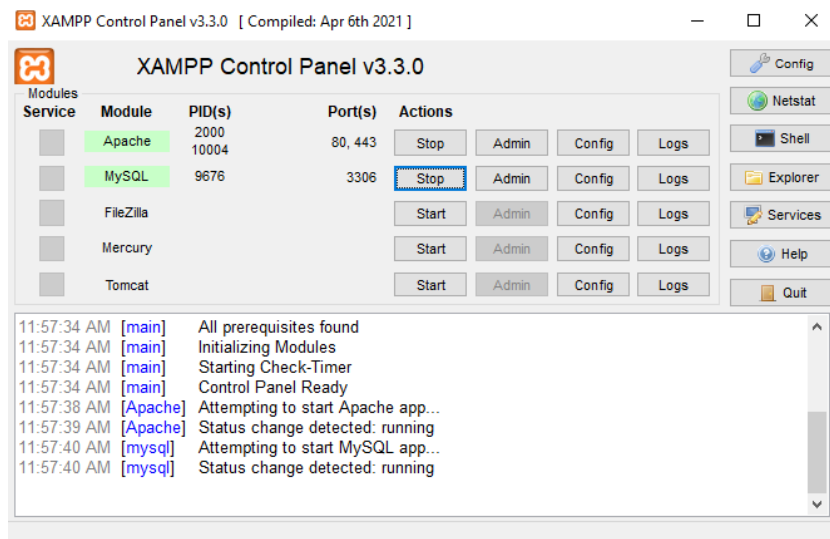 XAMPP Control Panel v3.3.0 [ Compiled: Apr 6th 2021 ]
XAMPP Control Panel v3.3.0
Config
Modules
Service Module PID(s) Port(s) Actions
Netstat
Apache 2000 10004 80, 443 Stop Admin Config Logs
Shell
MySQL 9676 3306 Stop Admin Config Logs
Explorer
FileZilla Start Admin Config Logs
Services
Mercury Start Admin Config Logs
Help
Tomcat Start Admin Config Logs
Quit
11:57:34 AM [main] All prerequisites found
11:57:34 AM [main] Initializing Modules
11:57:34 AM [main] Starting Check-Timer
11:57:34 AM [main] Control Panel Ready
11:57:38 AM [Apache] Attempting to start Apache app...
11:57:39 AM [Apache] Status change detected: running
11:57:40 AM [mysql] Attempting to start MySQL app...
11:57:40 AM [mysql] Status change detected: running